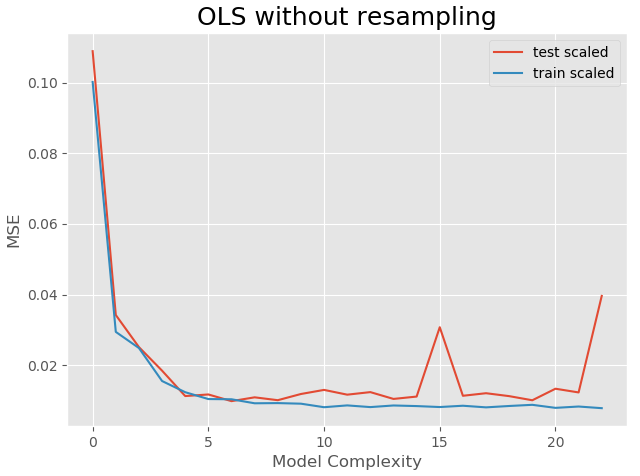 OLS without resampling
test scaled
train scaled
0.10
0.08
0.06
0.04
0.02
MSE
0
5
10
15
20
Model Complexity